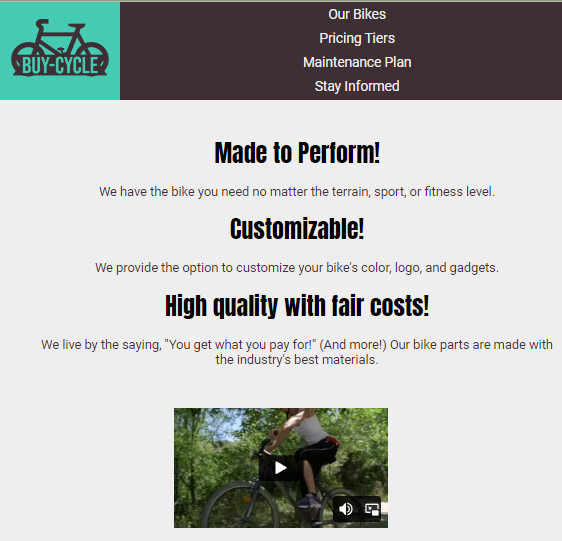 BUY-CYCLE
Our Bikes
Pricing Tiers
Maintenance Plan
Stay Informed
Made to Perform!
We have the bike you need no matter the terrain, sport, or fitness level.
Customizable!
We provide the option to customize your bike's color, logo, and gadgets.
High quality with fair costs!
We live by the saying, "You get what you pay for!" (And more!) Our bike parts are made with
the industry's best materials.